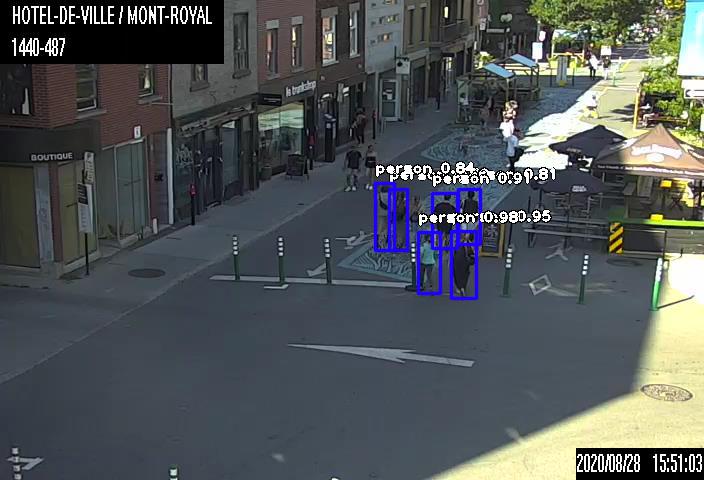 HOTEL-DE-VILLE / MONT-ROYAL
1440-487
BOUTIQUE
person 0.84
person 0.91
0.81
person 0.98
0.95
2020/08/28 15:51:03